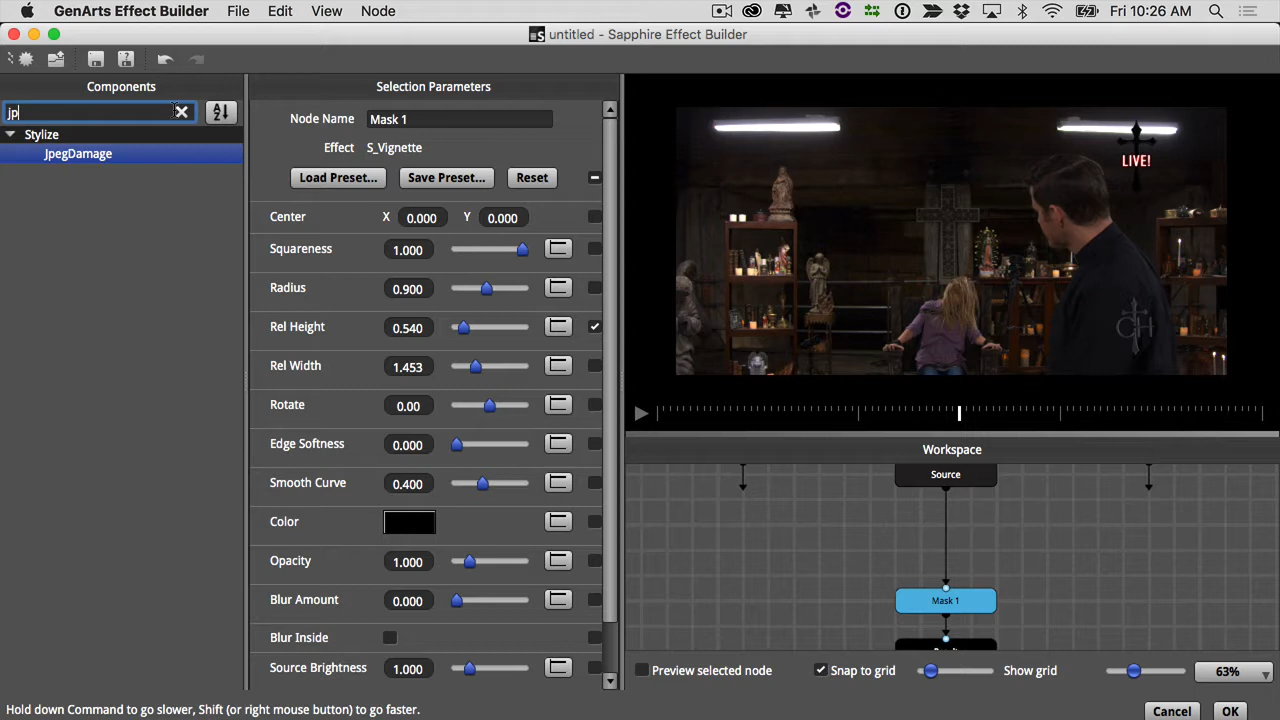 GenArts Effect Builder File Edit View Node Fri 10:26 AM
untitled - Sapphire Effect Builder
Components
jp
Stylize
JpegDamage
Selection Parameters
Node Name Mask 1
Effect S_Vignette
Load Preset... Save Preset... Reset
Center X 0.000 Y 0.000
Squareness 1.000
Radius 0.900
Rel Height 0.540
Rel Width 1.453
Rotate 0.00
Edge Softness 0.000
Smooth Curve 0.400
Color
Opacity 1.000
Blur Amount 0.000
Blur Inside
Source Brightness 1.000
LIVE!
CH
Workspace
Source
Mask 1
Preview selected node Snap to grid Show grid 63%
Hold down Command to go slower, Shift (or right mouse button) to go faster.
Cancel OK